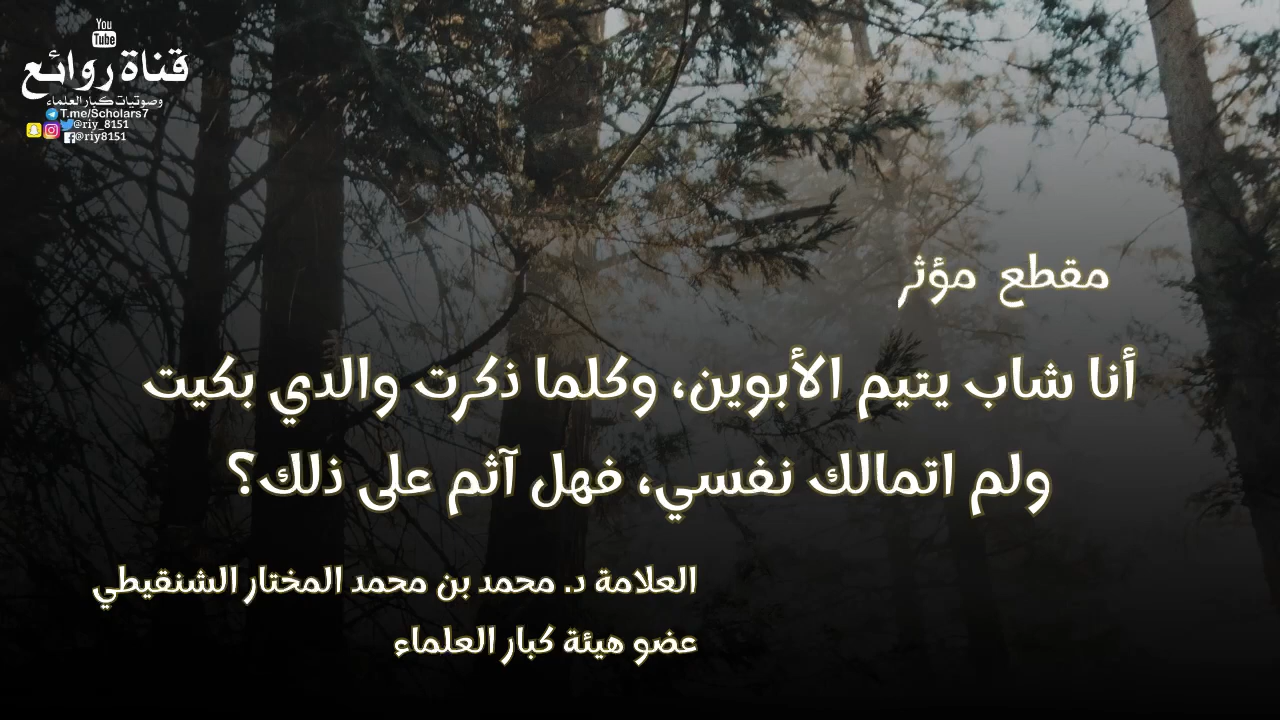 You
Tube
قناة روائع
وصوتيات كبار العلماء
T.me/Scholars7
@riy_8151
@riy8151
مقطع مؤثر
أنا شاب يتيم الأبوين، وكلما ذكرت والدي بكيت
ولم اتمالك نفسي، فهل آثم على ذلك؟
العلامة د. محمد بن محمد المختار الشنقيطي
عضو هيئة كبار العلماء